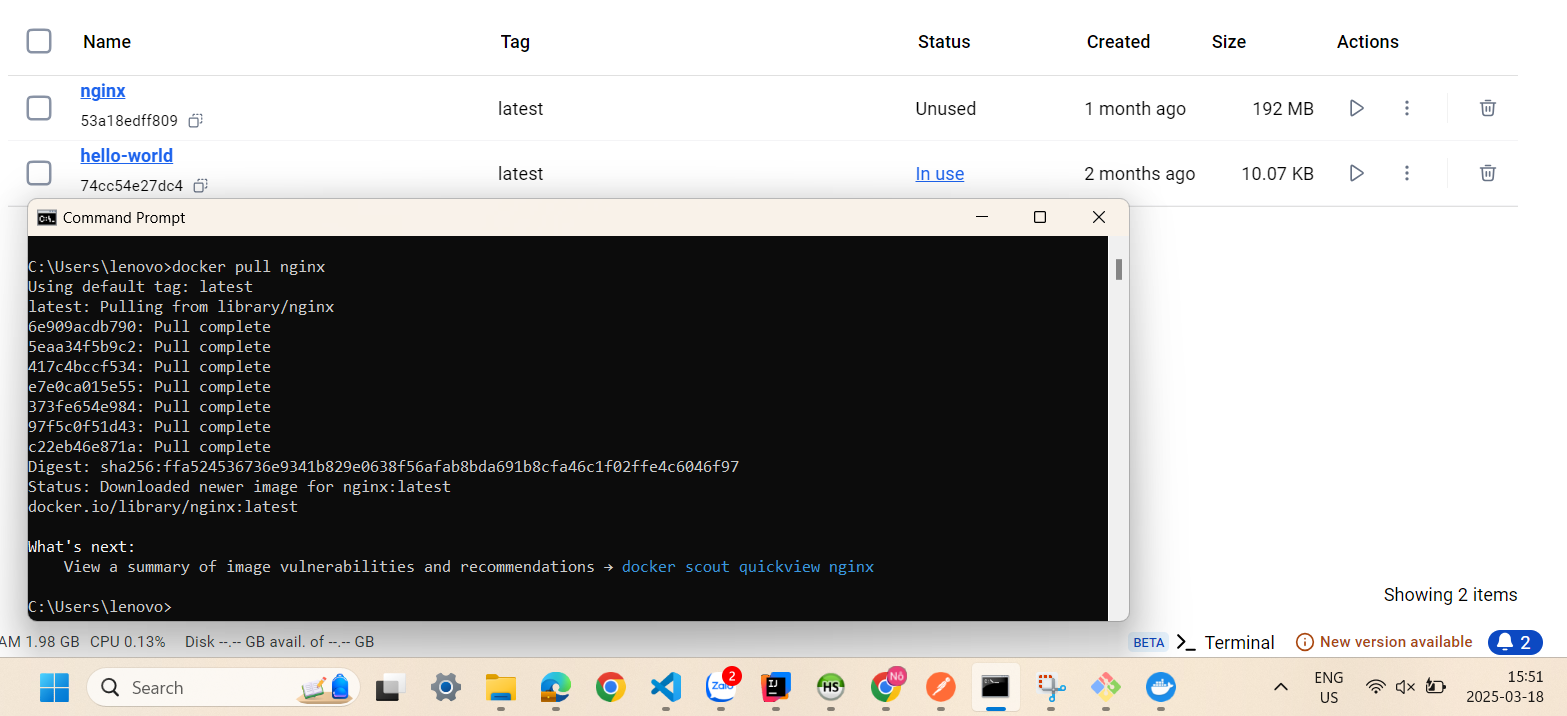 Name Tag Status Created Size Actions
nginx
53a18edff809
latest Unused 1 month ago 192 MB
hello-world
74cc54e27dc4
latest In use 2 months ago 10.07 KB
Command Prompt
C:\Users\lenovo>docker pull nginx
Using default tag: latest
latest: Pulling from library/nginx
6e909acdb790: Pull complete
5eaa34f5b9c2: Pull complete
417c4bccf534: Pull complete
e7e0ca015e55: Pull complete
373fe654e984: Pull complete
97f5c0f51d43: Pull complete
c22eb46e871a: Pull complete
Digest: sha256:ffa524536736e9341b829e0638f56afab8bda691b8cfa46c1f02ffe4c6046f97
Status: Downloaded newer image for nginx:latest
docker.io/library/nginx:latest
What's next:
View a summary of image vulnerabilities and recommendations → docker scout quickview nginx
C:\Users\lenovo>
Showing 2 items
AM 1.98 GB CPU 0.13% Disk --.-- GB avail. of --.-- GB
BETA >_ Terminal New version available 2
Search
Zalo 2
IJ
HS
Nò
ENG
US
15:51
2025-03-18